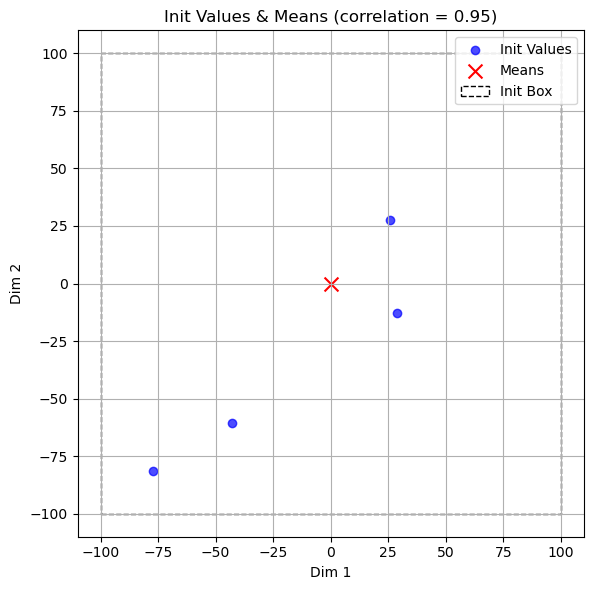 Init Values & Means (correlation = 0.95)
Init Values
Means
Init Box
100
75
50
25
0
−25
−50
−75
−100
Dim 2
−100 −75 −50 −25 0 25 50 75 100
Dim 1